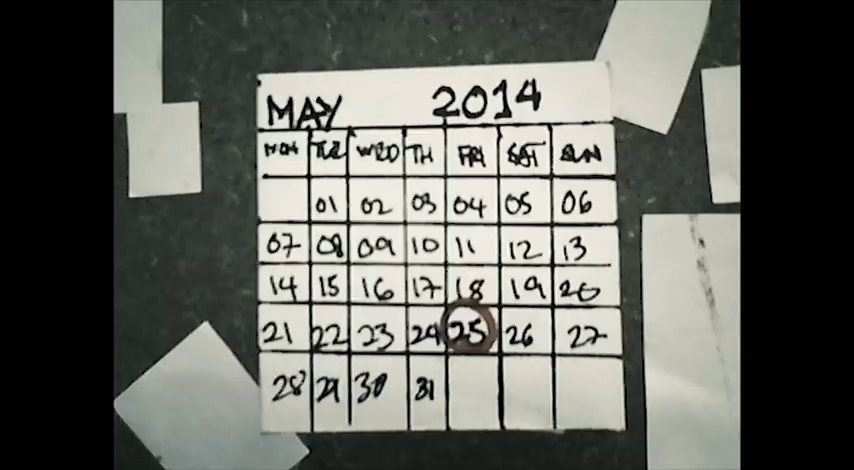 MAY 2014
MON TUE WED TH FRI SAT SUN
01 02 03 04 05 06
07 08 09 10 11 12 13
14 15 16 17 18 19 20
21 22 23 24 25 26 27
28 29 30 31